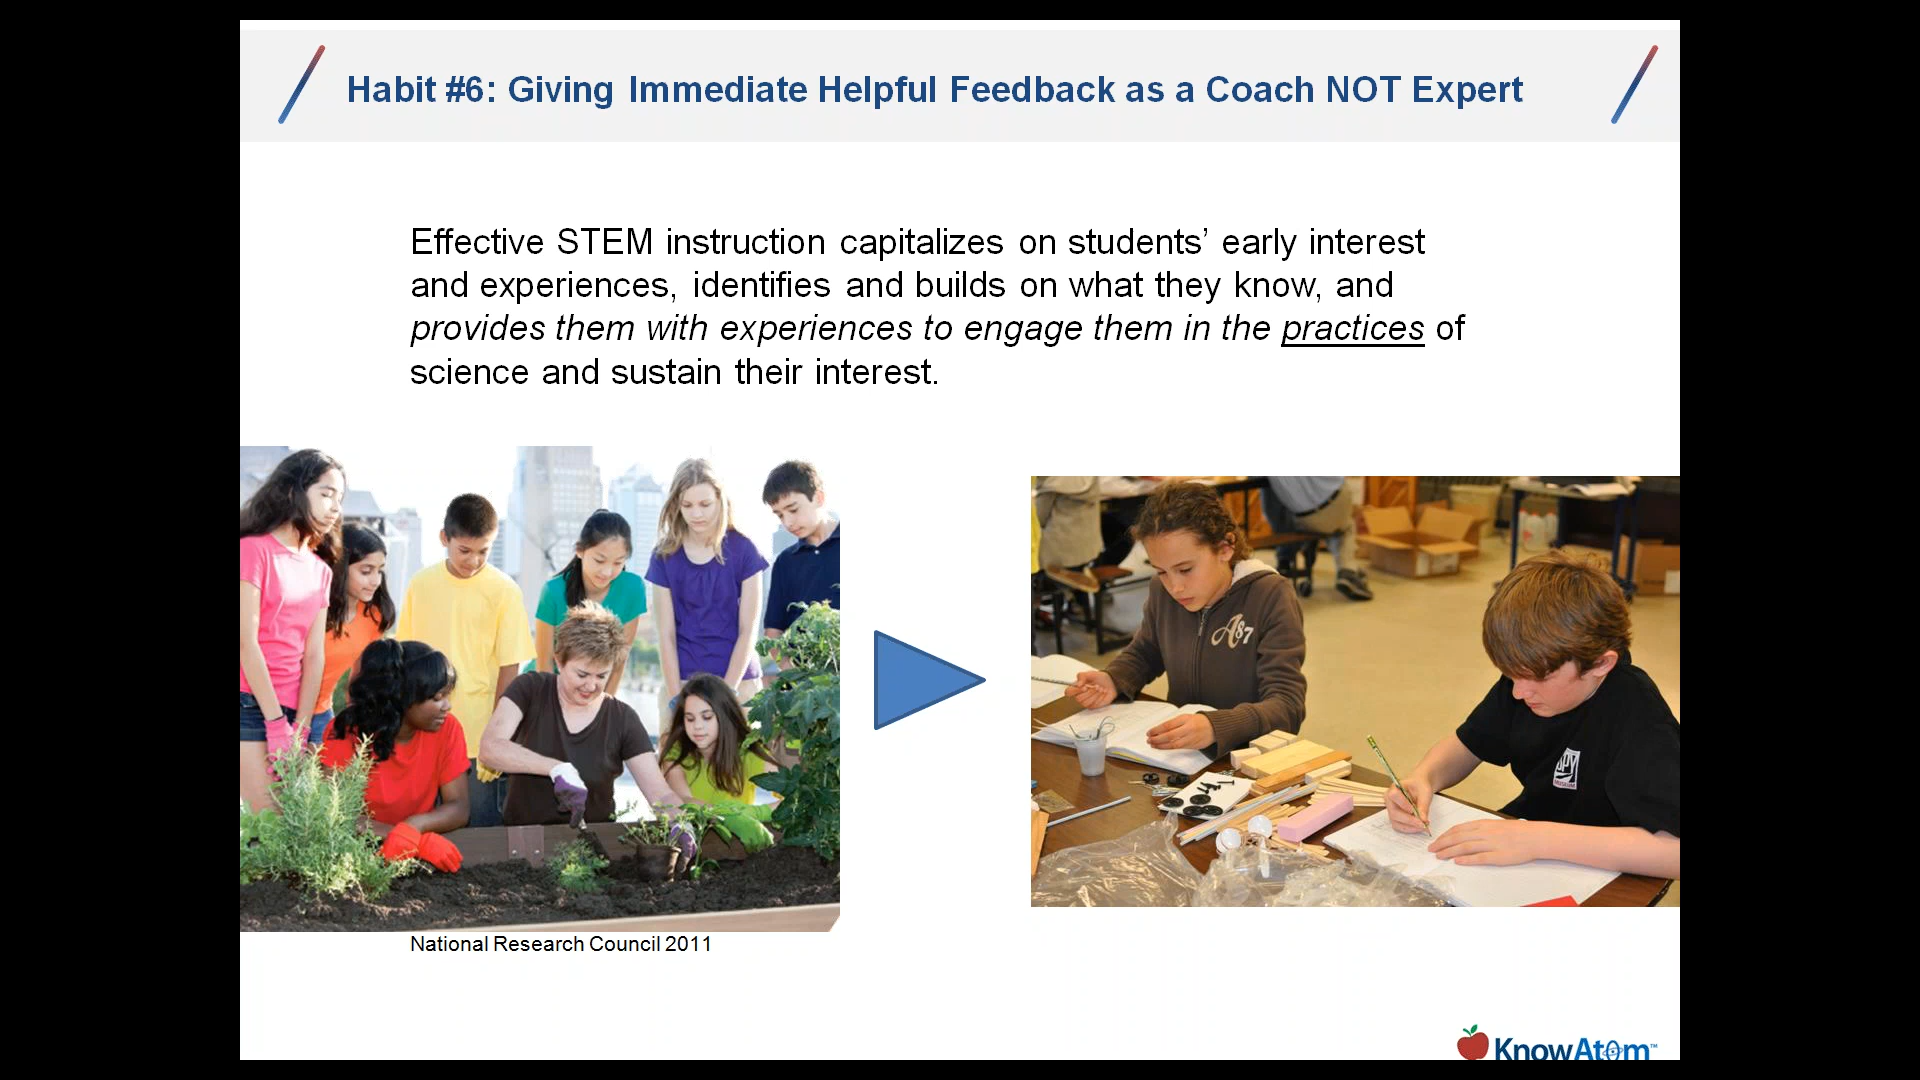 Habit #6: Giving Immediate Helpful Feedback as a Coach NOT Expert
Effective STEM instruction capitalizes on students’ early interest
and experiences, identifies and builds on what they know, and
provides them with experiences to engage them in the practices of
science and sustain their interest.
A87
National Research Council 2011
KnowAtom™